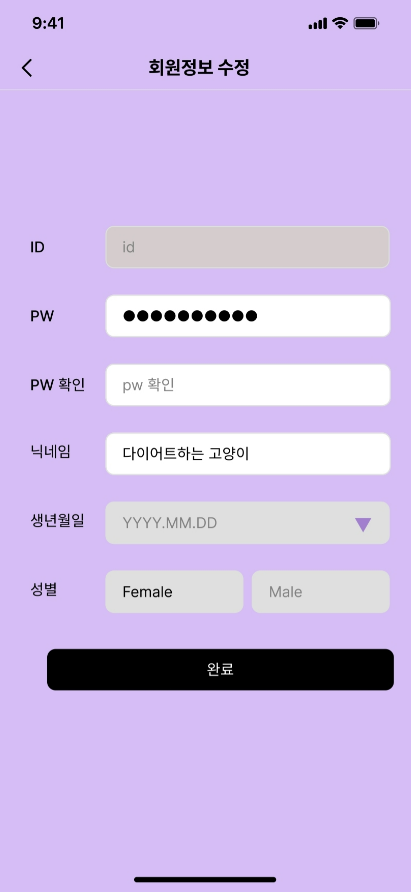 9:41
회원정보 수정
ID
id
PW
●●●●●●●●●●
PW 확인
pw 확인
닉네임
다이어트하는 고양이
생년월일
YYYY.MM.DD
성별
Female
Male
완료